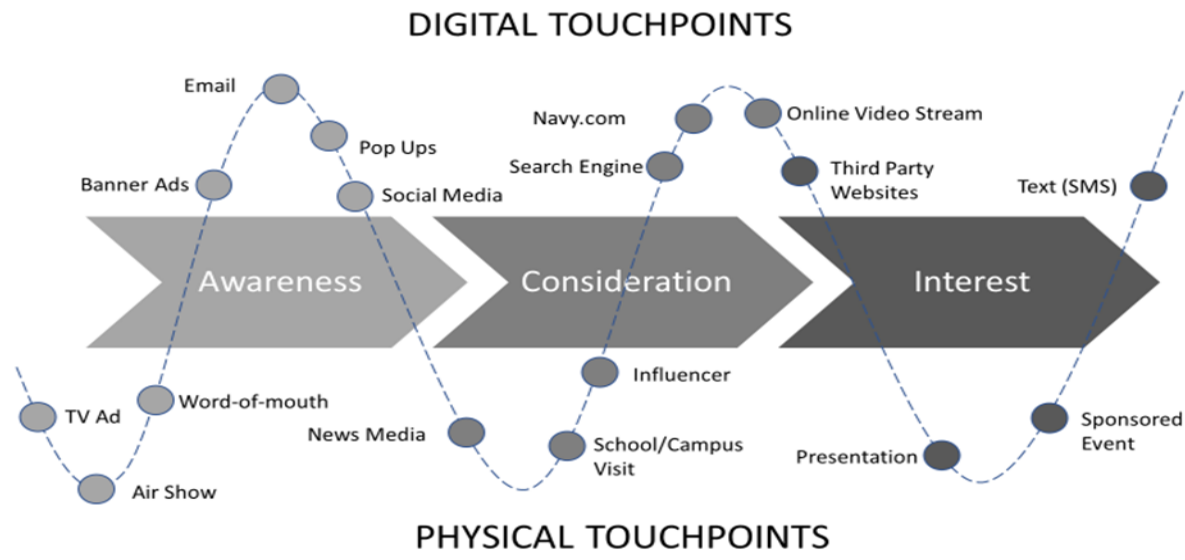 DIGITAL TOUCHPOINTS
Email
Pop Ups
Banner Ads
Social Media
Navy.com
Online Video Stream
Search Engine
Third Party
Websites
Text (SMS)
Awareness
Consideration
Interest
TV Ad
Word-of-mouth
Air Show
News Media
Influencer
School/Campus
Visit
Presentation
Sponsored
Event
PHYSICAL TOUCHPOINTS